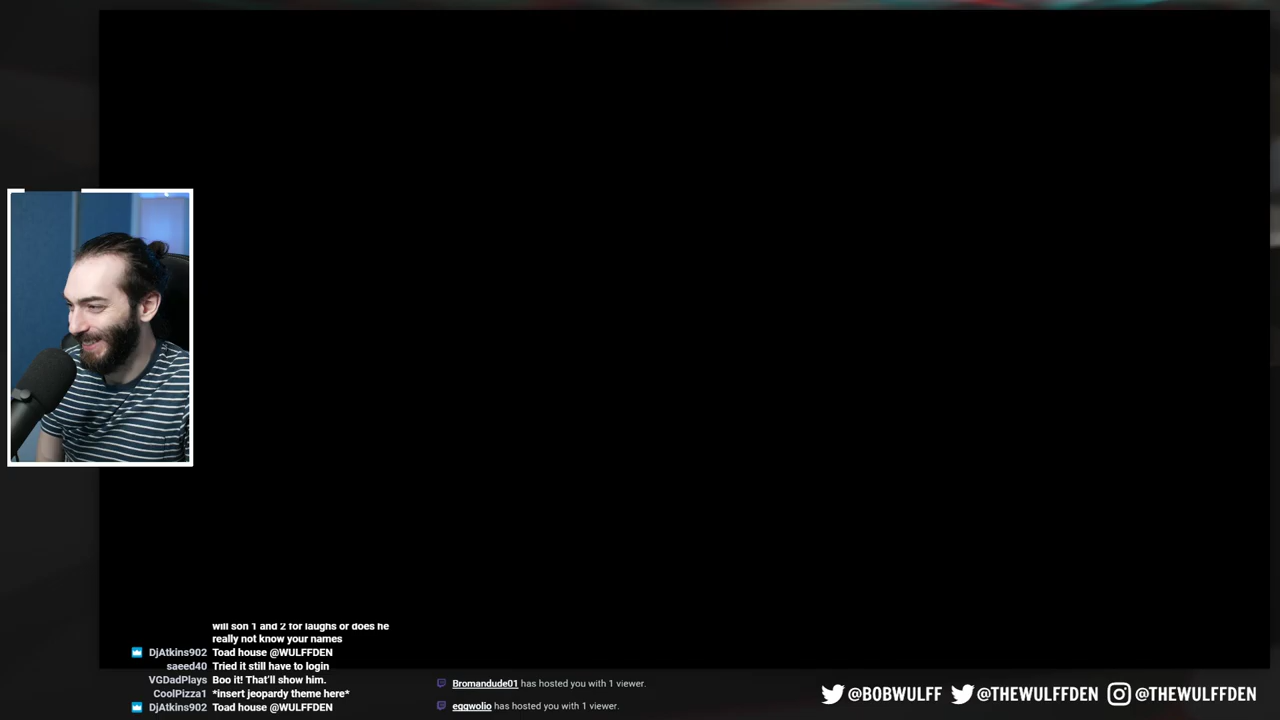 will son 1 and 2 for laughs or does he
really not know your names
DjAtkins902 Toad house @WULFFDEN
saeed40 Tried it still have to login
VGDadPlays Boo it! That'll show him.
CoolPizza1 *insert jeopardy theme here*
DjAtkins902 Toad house @WULFFDEN
Bromandude01 has hosted you with 1 viewer.
eggwolio has hosted you with 1 viewer.
@BOBWULFF @THEWULFFDEN @THEWULFFDEN